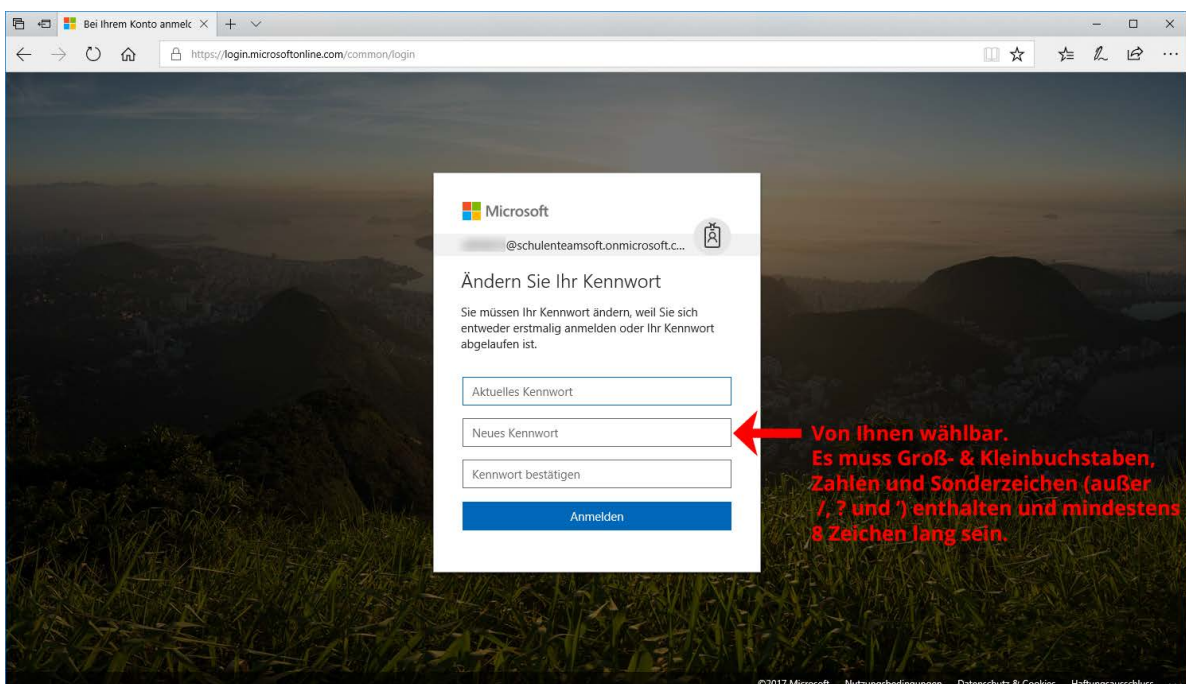 Bei Ihrem Konto anmelc
https://login.microsoftonline.com/common/login
Microsoft
@schulenteamsoft.onmicrosoft.c...
Ändern Sie Ihr Kennwort
Sie müssen Ihr Kennwort ändern, weil Sie sich
entweder erstmalig anmelden oder Ihr Kennwort
abgelaufen ist.
Aktuelles Kennwort
Neues Kennwort
Kennwort bestätigen
Anmelden
Von Ihnen wählbar.
Es muss Groß- & Kleinbuchstaben,
Zahlen und Sonderzeichen (außer
/, ? und ') enthalten und mindestens
8 Zeichen lang sein.
©2017 Microsoft Nutzungsbedingungen Datenschutz & Cookies Haftungsausschluss